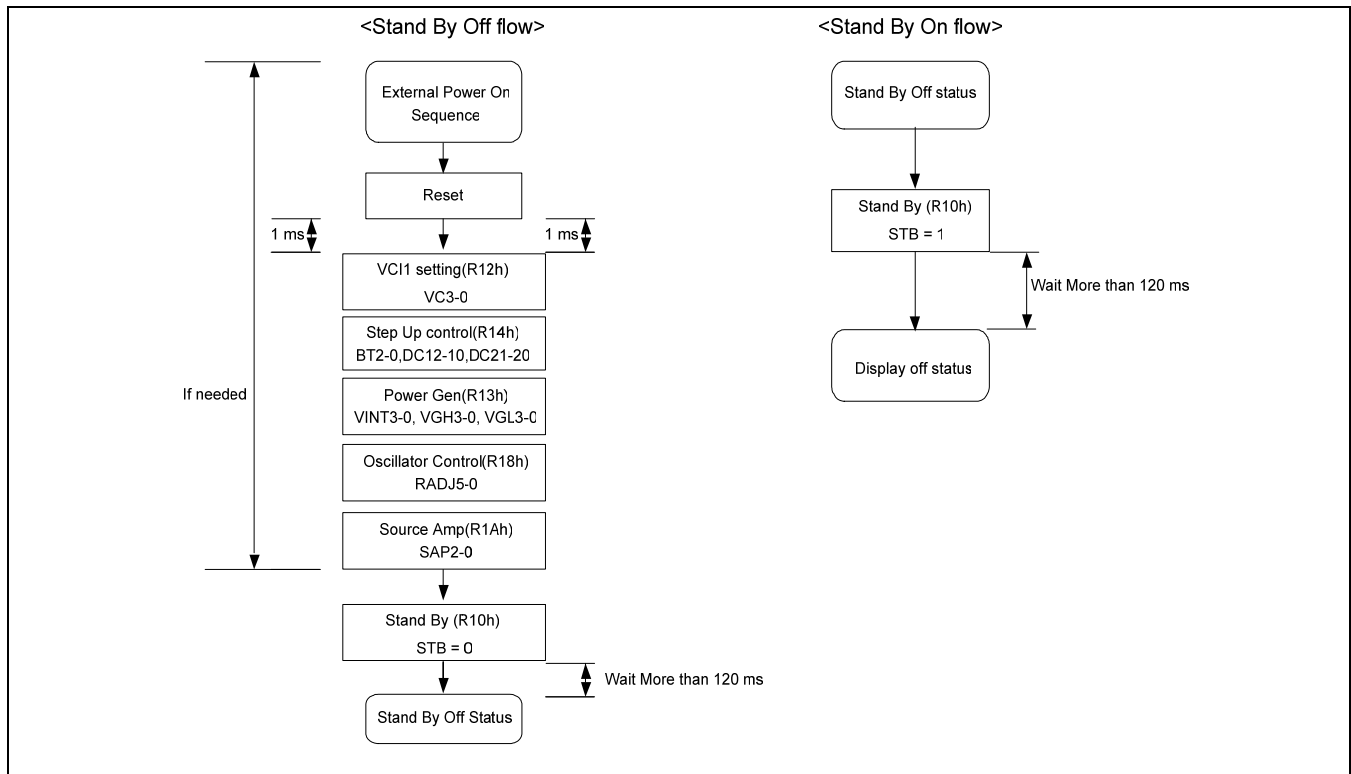 <Stand By Off flow>
External Power On
Sequence
Reset
1 ms
1 ms
VCI1 setting(R12h)
VC3-0
Step Up control(R14h)
BT2-0,DC12-10,DC21-20
Power Gen(R13h)
VINT3-0, VGH3-0, VGL3-0
If needed
Oscillator Control(R18h)
RADJ5-0
Source Amp(R1Ah)
SAP2-0
Stand By (R10h)
STB = 0
Wait More than 120 ms
Stand By Off Status
<Stand By On flow>
Stand By Off status
Stand By (R10h)
STB = 1
Wait More than 120 ms
Display off status